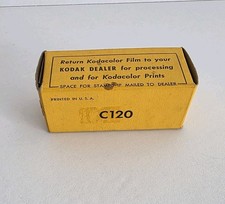 Return Kodacolor Film to your
KODAK DEALER for processing
and for Kodacolor Prints
SPACE FOR STAMP IF MAILED TO DEALER
PRINTED IN U. S. A.
C120